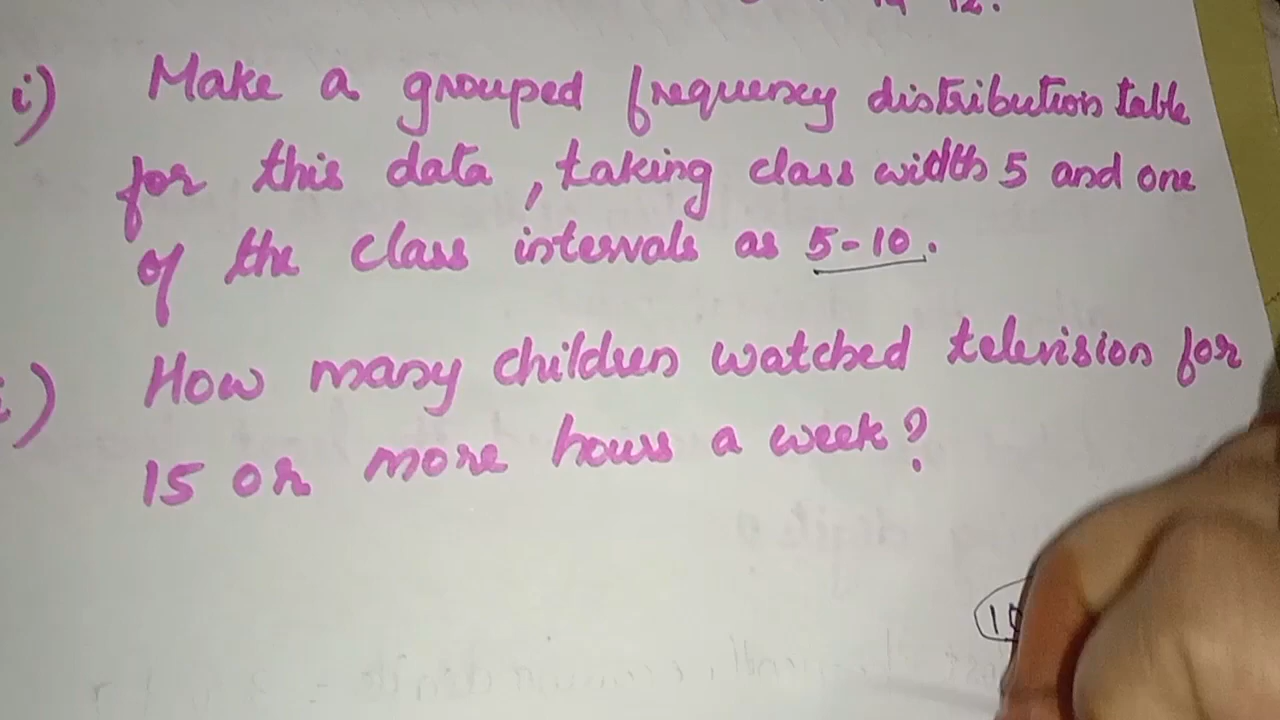 12.
i) Make a grouped frequency distribution table
for this data, taking class width 5 and one
of the class intervals as 5-10.
) How many children watched television for
15 or more hours a week?